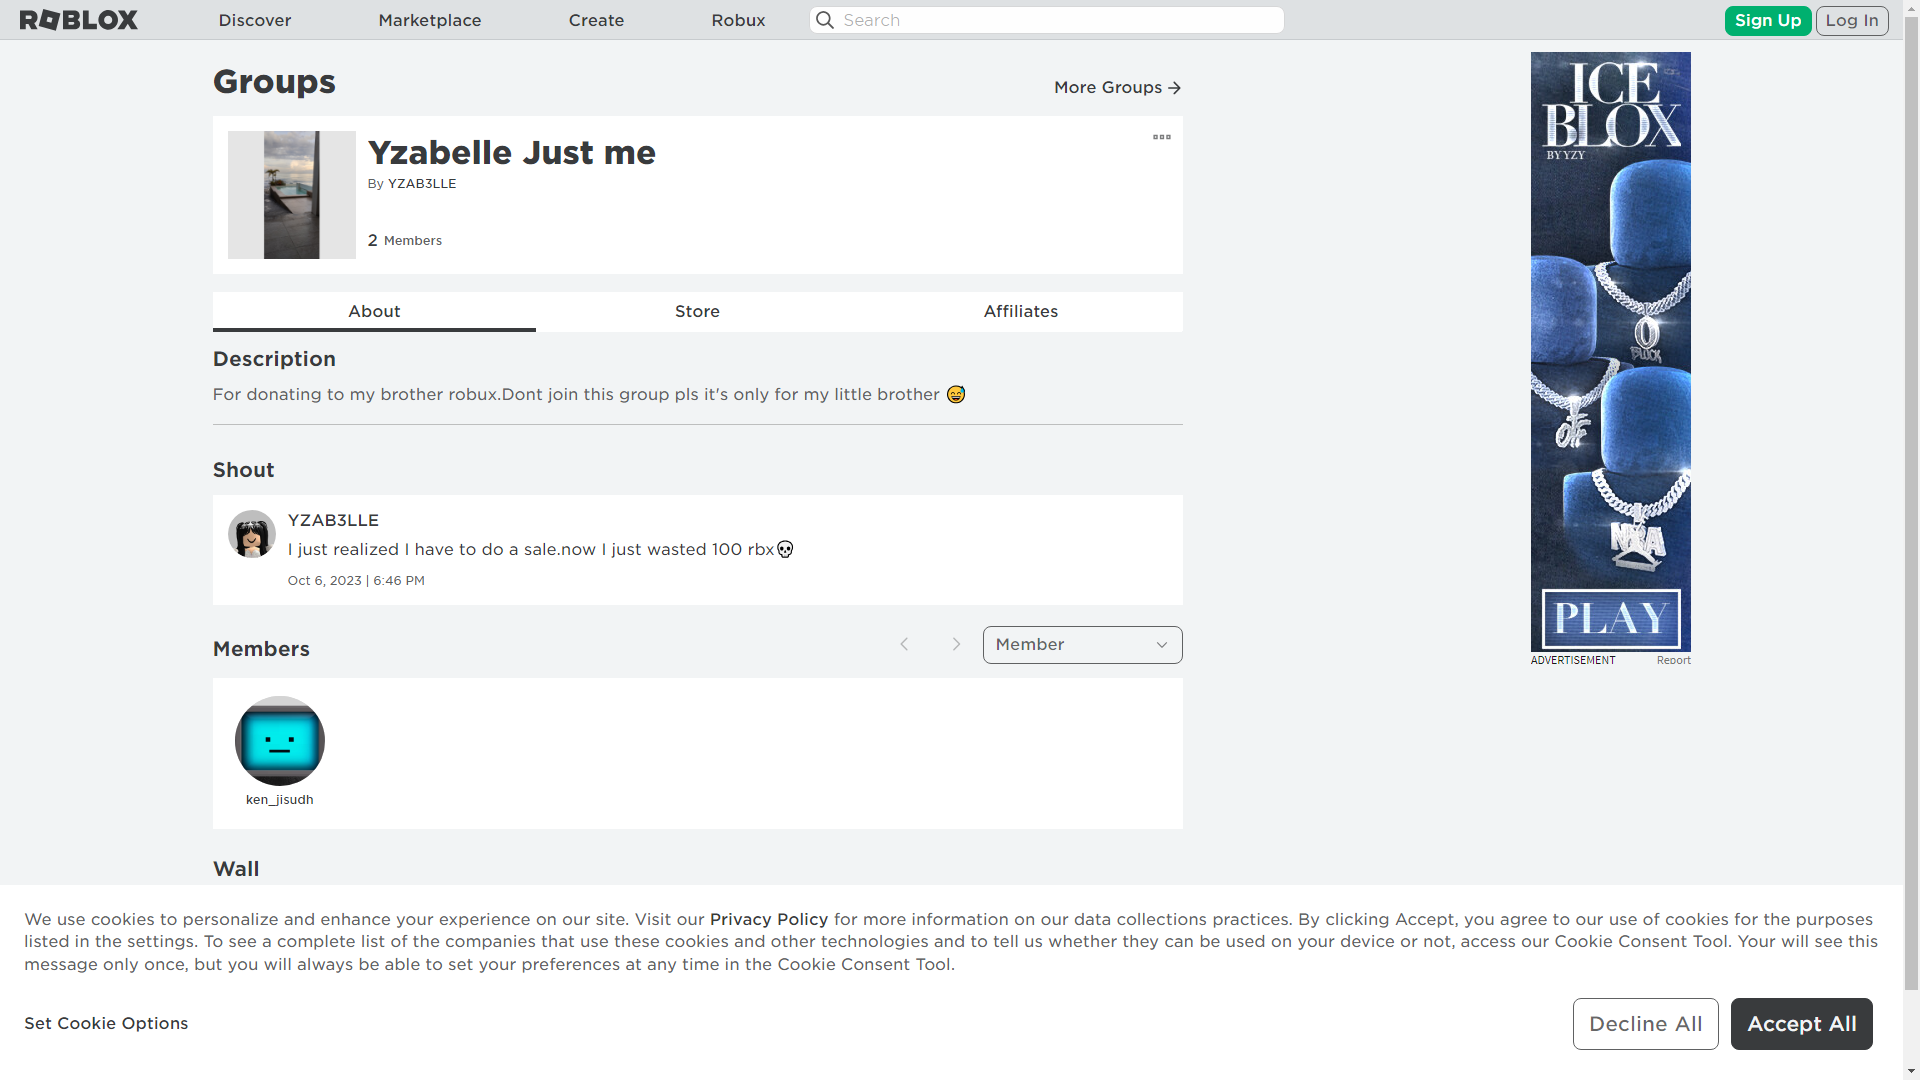 ROBLOX Discover Marketplace Create Robux Search Sign Up Log In
Groups
More Groups
Yzabelle Just me
By YZAB3LLE
2 Members
About Store Affiliates
Description
For donating to my brother robux.Dont join this group pls it's only for my little brother 😅
Shout
YZAB3LLE
I just realized I have to do a sale.now I just wasted 100 rbx💀
Oct 6, 2023 | 6:46 PM
Members
Member
ken_jisudh
Wall
ICE
BLOX
BY YZY
O
BLOCK
OFF
NBA
PLAY
ADVERTISEMENT Report
We use cookies to personalize and enhance your experience on our site. Visit our Privacy Policy for more information on our data collections practices. By clicking Accept, you agree to our use of cookies for the purposes
listed in the settings. To see a complete list of the companies that use these cookies and other technologies and to tell us whether they can be used on your device or not, access our Cookie Consent Tool. Your will see this
message only once, but you will always be able to set your preferences at any time in the Cookie Consent Tool.
Set Cookie Options
Decline All
Accept All